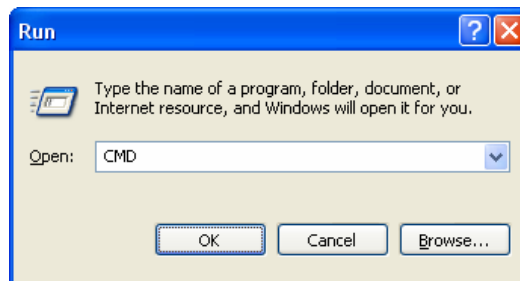 Run
Type the name of a program, folder, document, or
Internet resource, and Windows will open it for you.
Open: CMD
OK Cancel Browse...